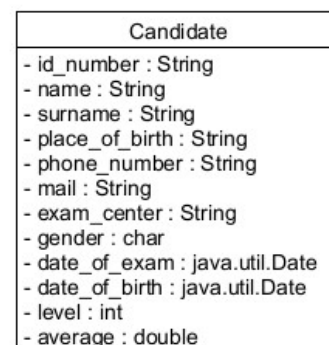 Candidate
- id_number : String
- name : String
- surname : String
- place_of_birth : String
- phone_number : String
- mail : String
- exam_center : String
- gender : char
- date_of_exam : java.util.Date
- date_of_birth : java.util.Date
- level : int
- average : double